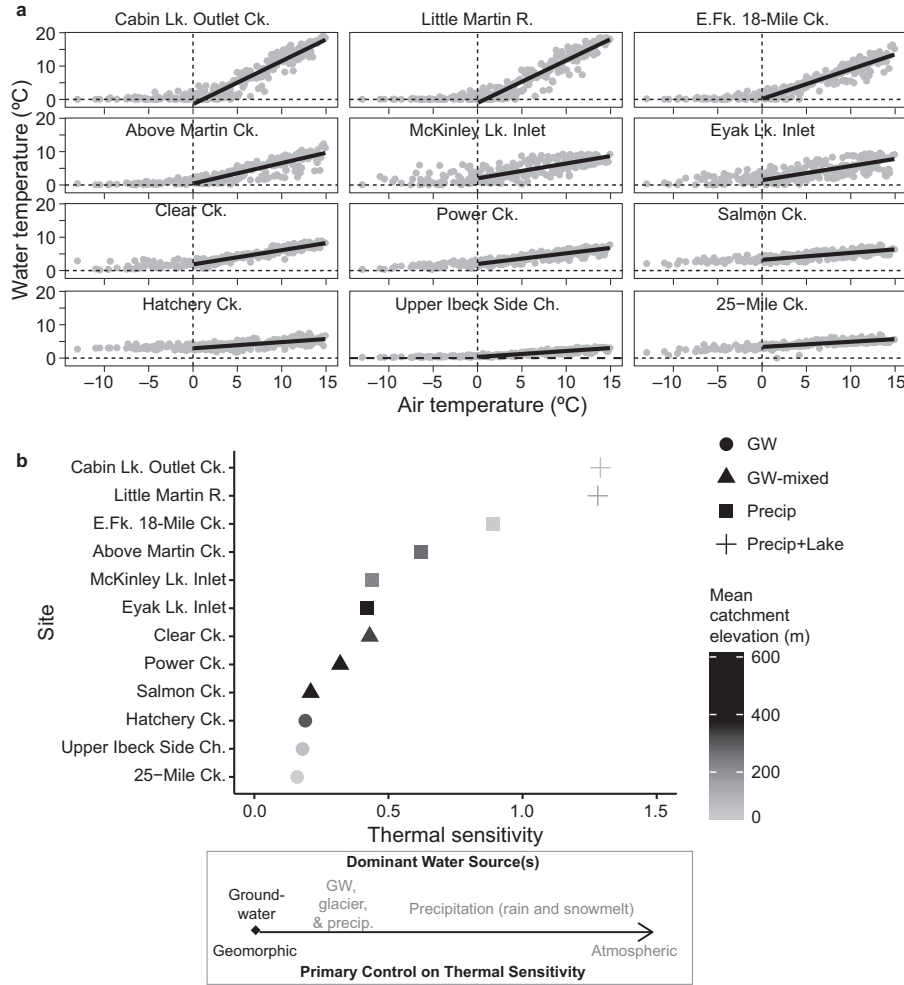 a
Cabin Lk. Outlet Ck.
Little Martin R.
E.Fk. 18-Mile Ck.
20
10
0
Above Martin Ck.
McKinley Lk. Inlet
Eyak Lk. Inlet
20
10
0
Clear Ck.
Power Ck.
Salmon Ck.
20
10
0
Hatchery Ck.
Upper Ibeck Side Ch.
25−Mile Ck.
20
10
0
Water temperature (ºC)
−10 −5 0 5 10 15
−10 −5 0 5 10 15
−10 −5 0 5 10 15
Air temperature (ºC)
b
Site
Cabin Lk. Outlet Ck.
Little Martin R.
E.Fk. 18-Mile Ck.
Above Martin Ck.
McKinley Lk. Inlet
Eyak Lk. Inlet
Clear Ck.
Power Ck.
Salmon Ck.
Hatchery Ck.
Upper Ibeck Side Ch.
25−Mile Ck.
0.0 0.5 1.0 1.5
Thermal sensitivity
GW
GW-mixed
Precip
Precip+Lake
Mean
catchment
elevation (m)
600
400
200
0
Dominant Water Source(s)
Ground-
water
GW,
glacier,
& precip.
Precipitation (rain and snowmelt)
Geomorphic
Atmospheric
Primary Control on Thermal Sensitivity